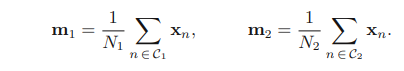 m₁ = 1/N₁ ∑_{n ∈ C₁} xₙ, m₂ = 1/N₂ ∑_{n ∈ C₂} xₙ.